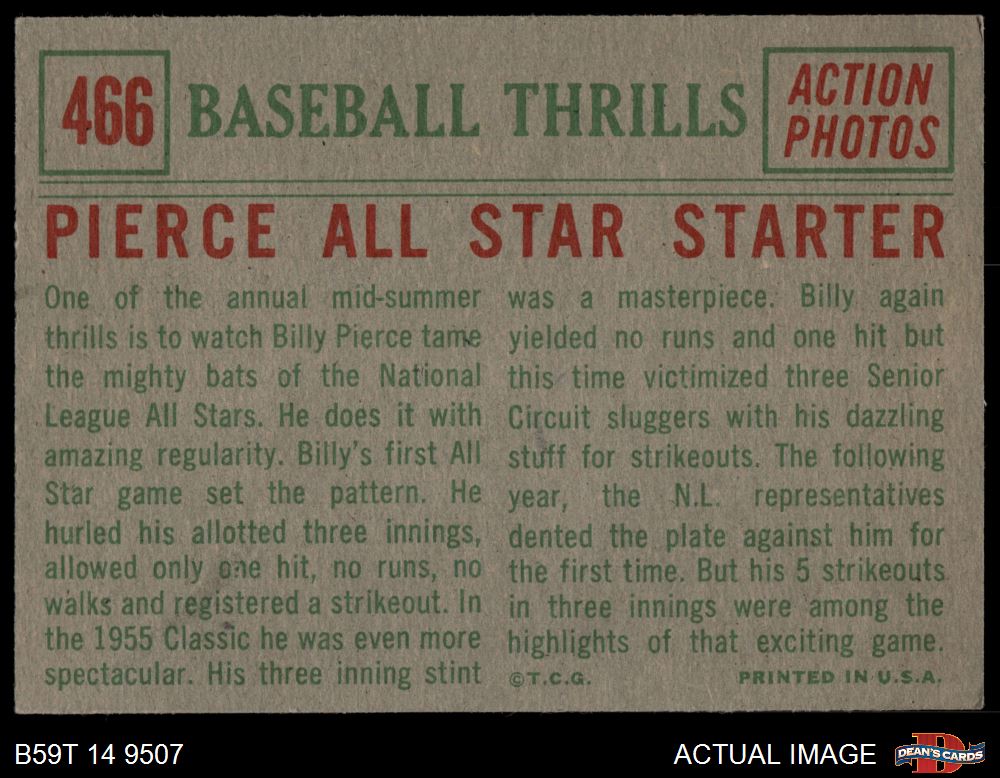 466
BASEBALL THRILLS
ACTION
PHOTOS
PIERCE ALL STAR STARTER
One of the annual mid-summer
thrills is to watch Billy Pierce tame
the mighty bats of the National
League All Stars. He does it with
amazing regularity. Billy's first All
Star game set the pattern. He
hurled his allotted three innings,
allowed only one hit, no runs, no
walks and registered a strikeout. In
the 1955 Classic he was even more
spectacular. His three inning stint
was a masterpiece. Billy again
yielded no runs and one hit but
this time victimized three Senior
Circuit sluggers with his dazzling
stuff for strikeouts. The following
year, the N.L. representatives
dented the plate against him for
the first time. But his 5 strikeouts
in three innings were among the
highlights of that exciting game.
©T.C.G. PRINTED IN U.S.A.
B59T 14 9507
ACTUAL IMAGE
DEAN'S CARDS